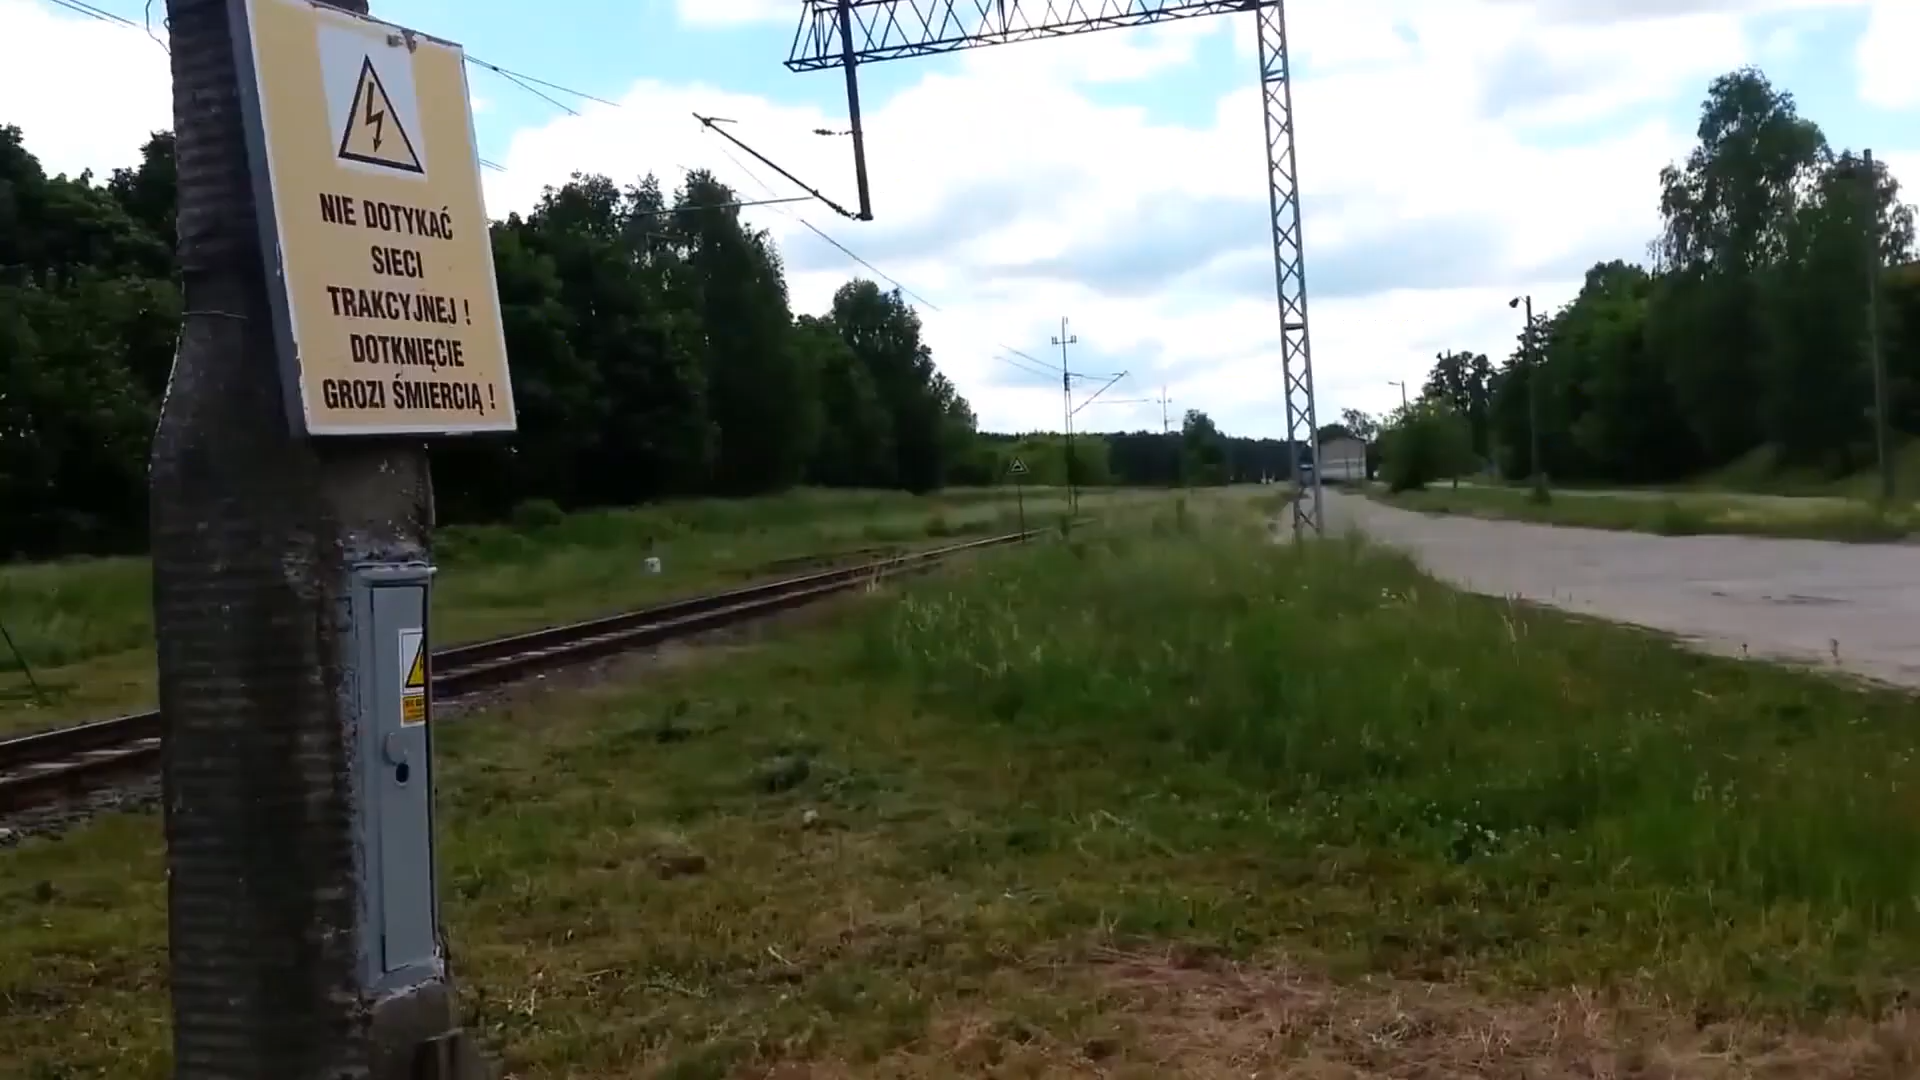 NIE DOTYKAĆ
SIECI
TRAKCYJNEJ !
DOTKNIĘCIE
GROZI ŚMIERCIĄ !